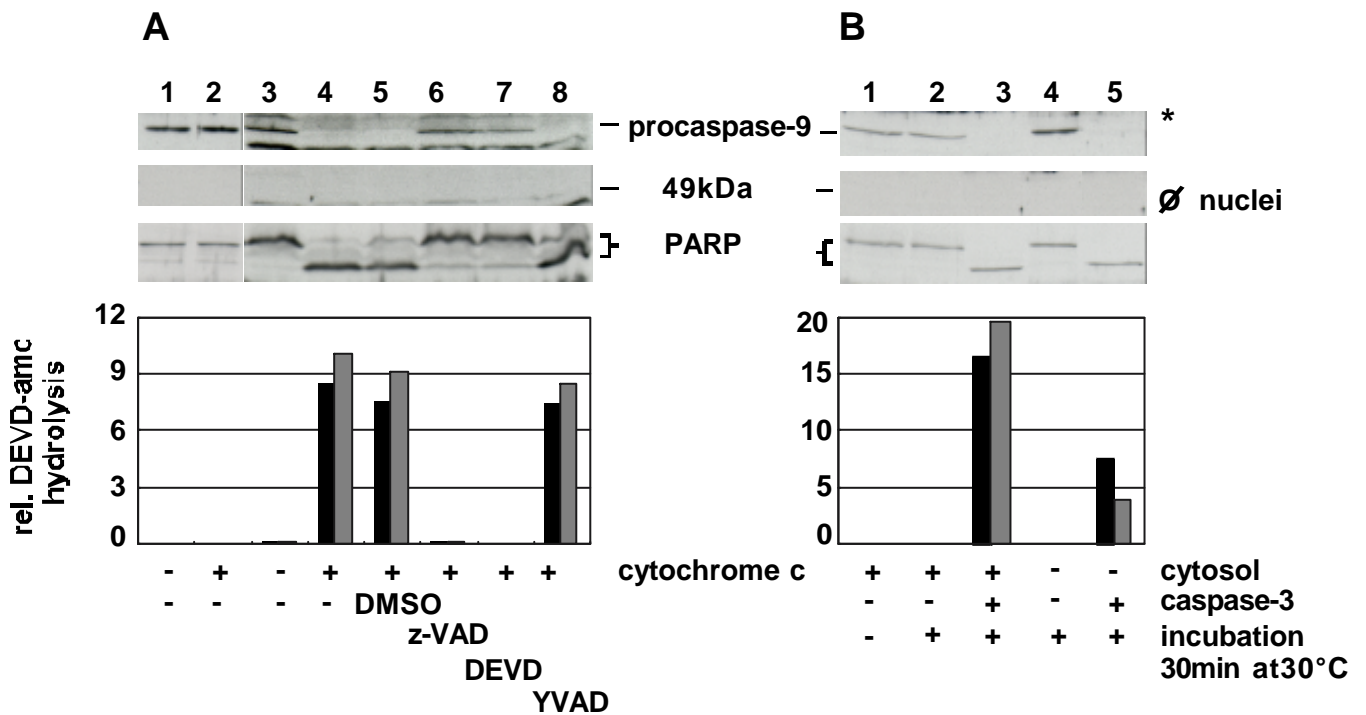 A
B
1 2 3 4 5 6 7 8
1 2 3 4 5
procaspase-9
*
49kDa
Ø nuclei
PARP
rel. DEVD-amc
hydrolysis
12
9
6
3
0
20
15
10
5
0
- + - + + + + + cytochrome c
- - - - DMSO
z-VAD
DEVD
YVAD
+ + + - - cytosol
- - + - + caspase-3
- + + + + incubation
30min at30°C